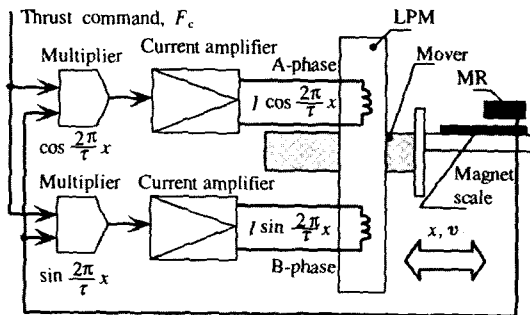 Thrust command, F_c
LPM
Multiplier
Current amplifier
A-phase
Mover
I cos 2π/τ x
MR
cos 2π/τ x
Multiplier
Current amplifier
Magnet scale
I sin 2π/τ x
x, v
sin 2π/τ x
B-phase